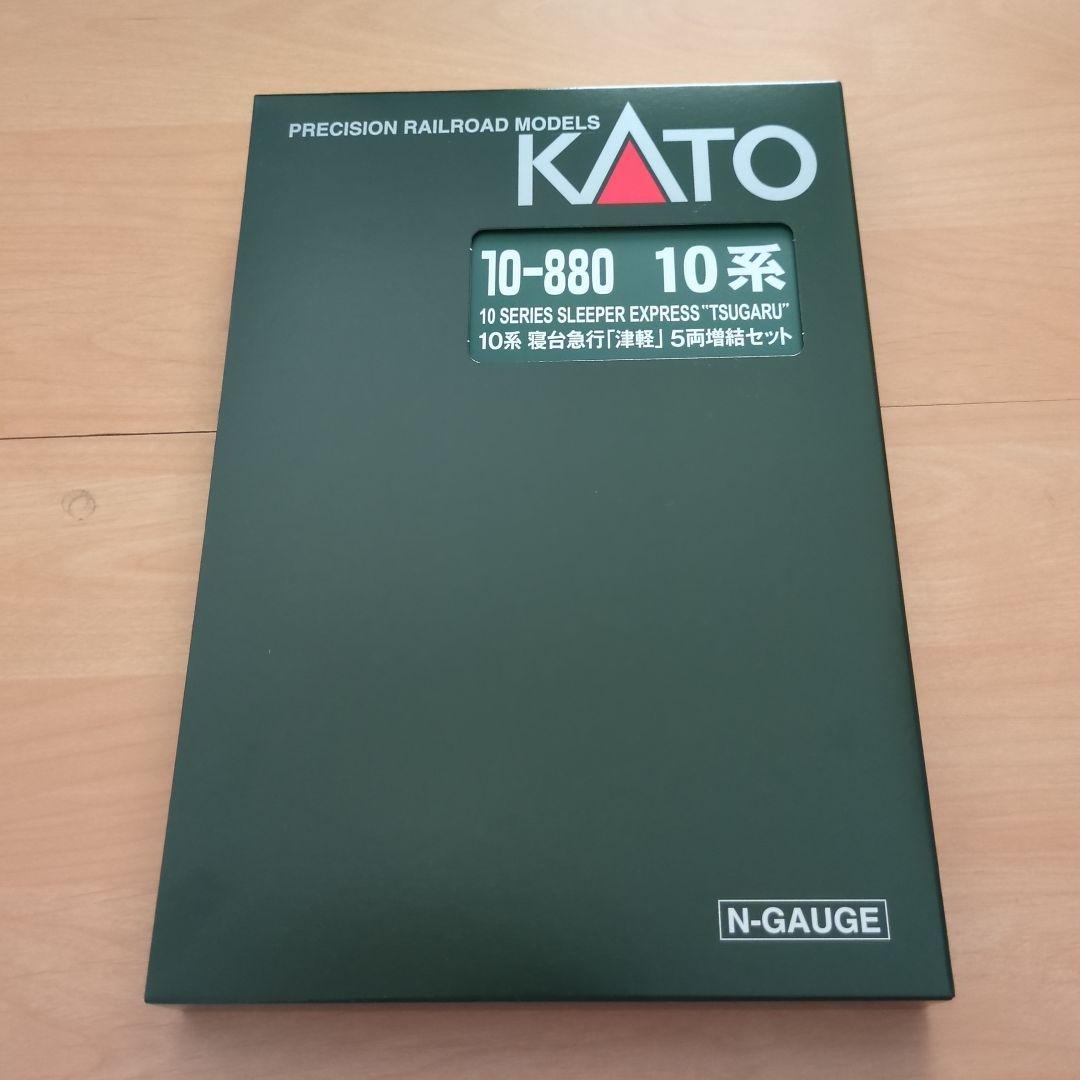 PRECISION RAILROAD MODELS
KATO
10-880 10系
10 SERIES SLEEPER EXPRESS "TSUGARU"
10系 寝台急行「津軽」 5両増結セット
N-GAUGE